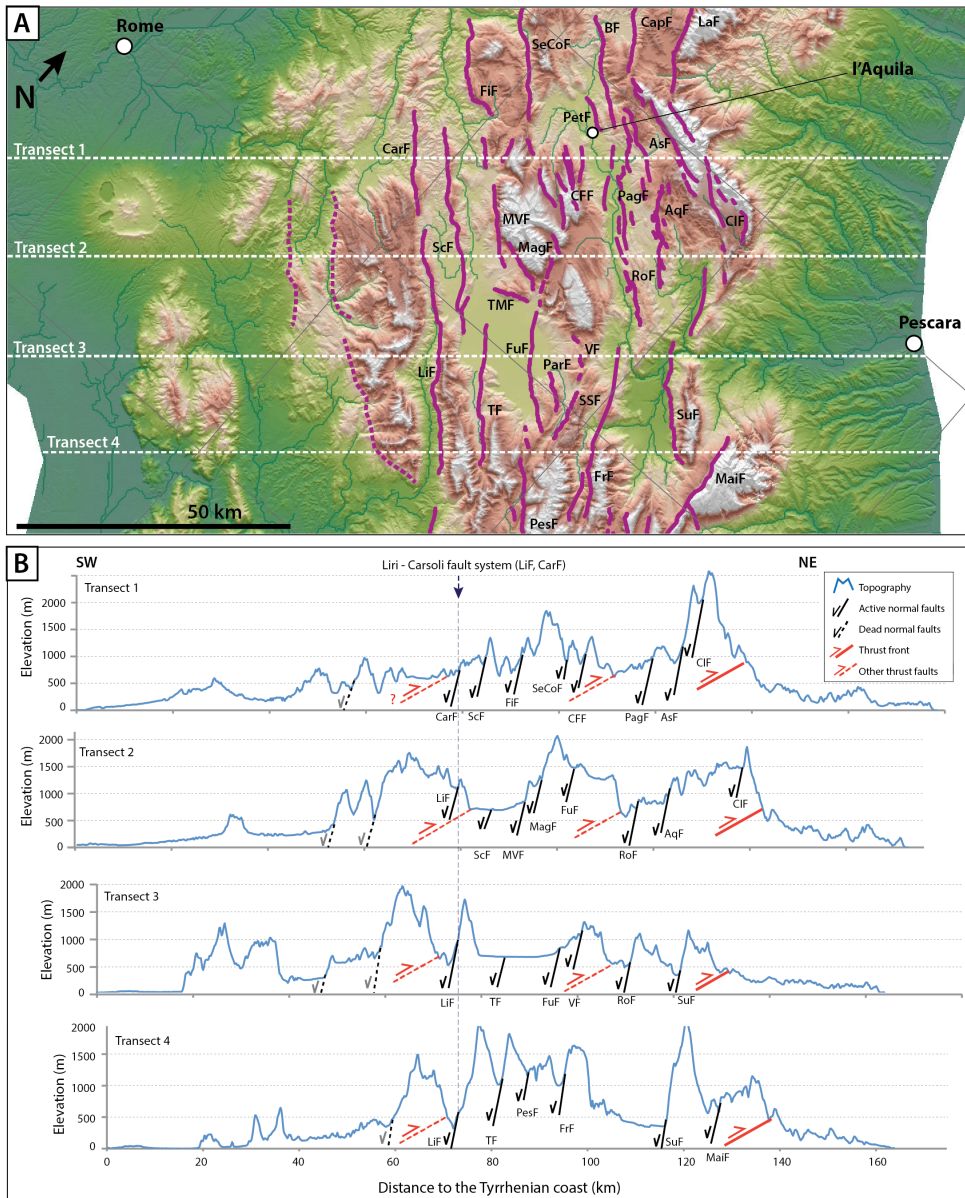 A
Rome
N
BF
CapF
LaF
SeCoF
l'Aquila
FiF
PetF
CarF
AsF
Transect 1
CFF
PagF
AqF
MVF
ClF
ScF
MagF
Transect 2
RoF
TMF
Pescara
FuF
VF
Transect 3
ParF
LiF
SSF
TF
SuF
Transect 4
FrF
MaiF
50 km
PesF
B
SW
Liri - Carsoli fault system (LiF, CarF)
NE
Transect 1
Elevation (m)
2000
1500
1000
500
0
?
CarF
ScF
FiF
SeCoF
CFF
PagF
AsF
ClF
Topography
Active normal faults
Dead normal faults
Thrust front
Other thrust faults
Transect 2
Elevation (m)
2000
1500
1000
500
0
LiF
ScF
MVF
MagF
FuF
RoF
AqF
ClF
Transect 3
Elevation (m)
2000
1500
1000
500
0
LiF
TF
FuF
VF
RoF
SuF
Transect 4
Elevation (m)
2000
1500
1000
500
0
LiF
TF
PesF
FrF
SuF
MaiF
0
20
40
60
80
100
120
140
160
Distance to the Tyrrhenian coast (km)